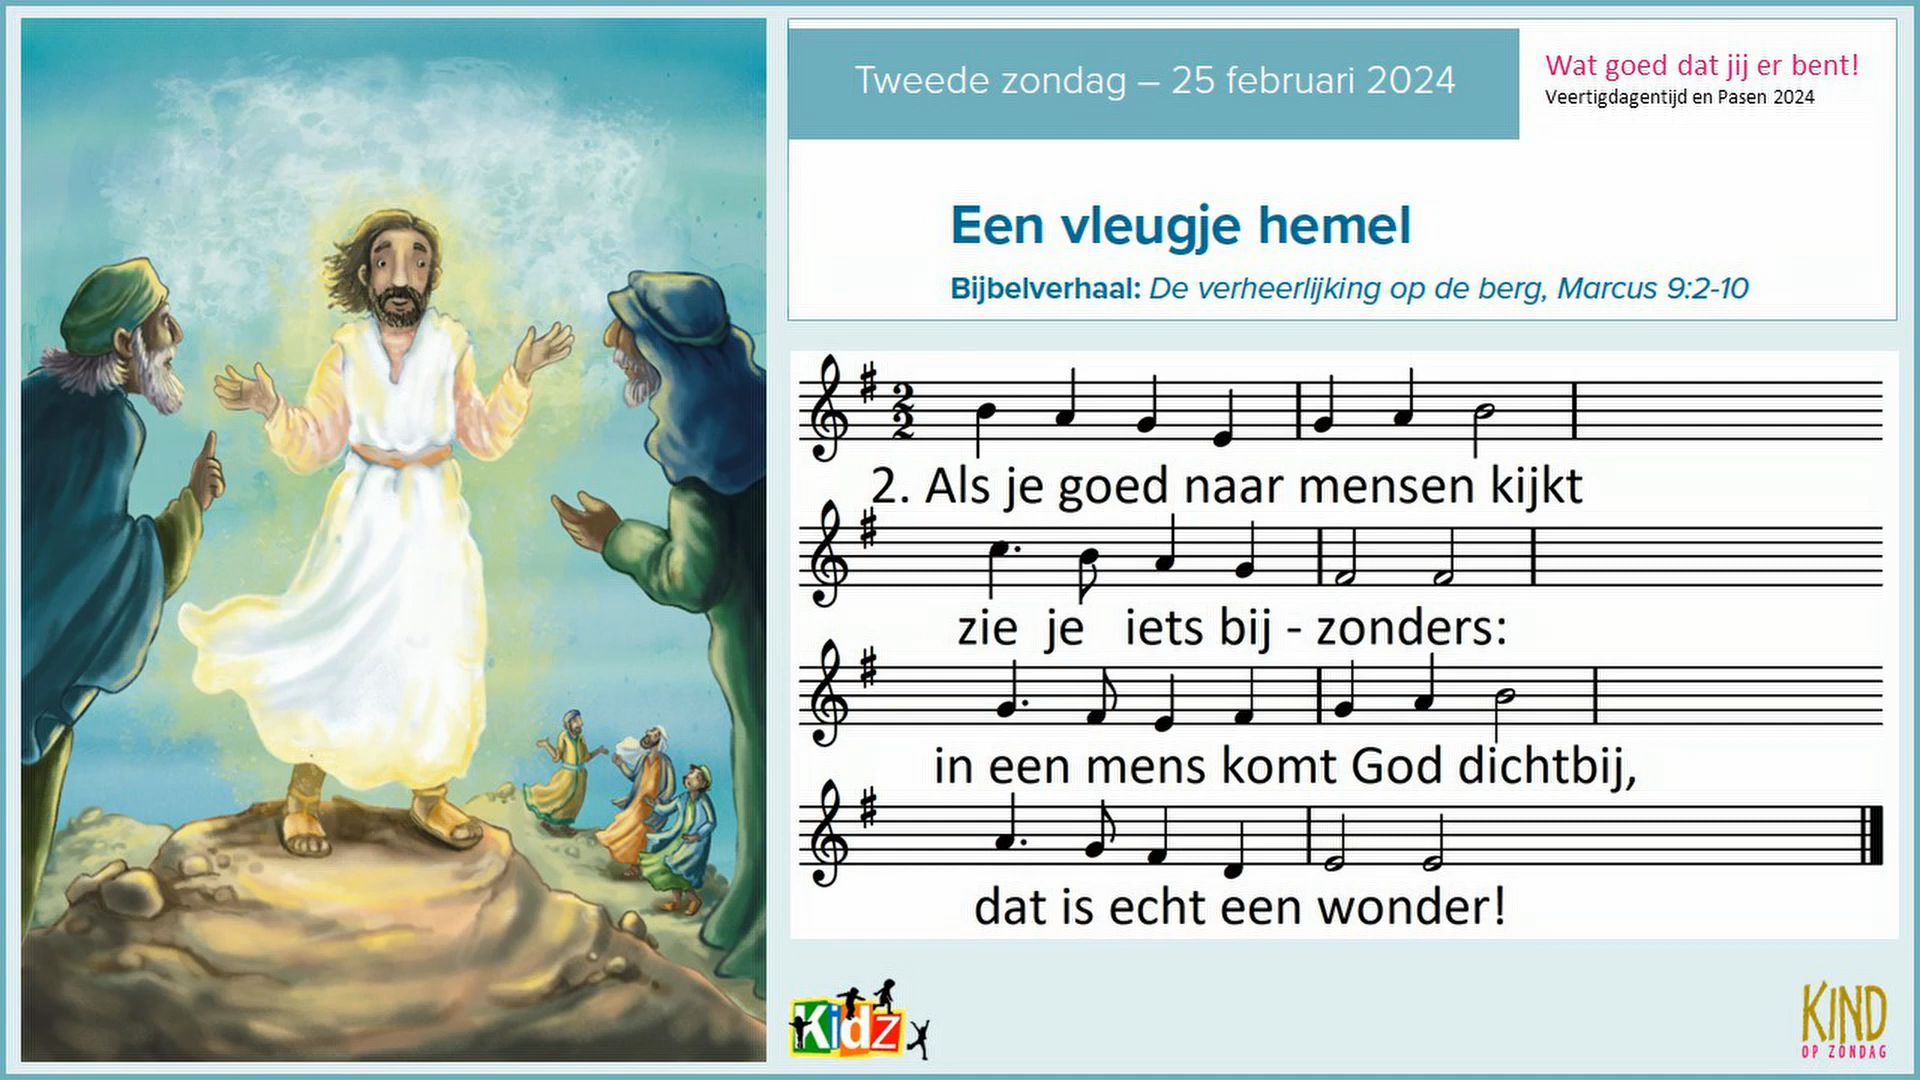 Tweede zondag – 25 februari 2024
Wat goed dat jij er bent!
Veertigdagentijd en Pasen 2024
Een vleugje hemel
Bijbelverhaal: De verheerlijking op de berg, Marcus 9:2-10
2. Als je goed naar mensen kijkt
zie je iets bij - zonders:
in een mens komt God dichtbij,
dat is echt een wonder!
Kidz
KIND
OP ZONDAG